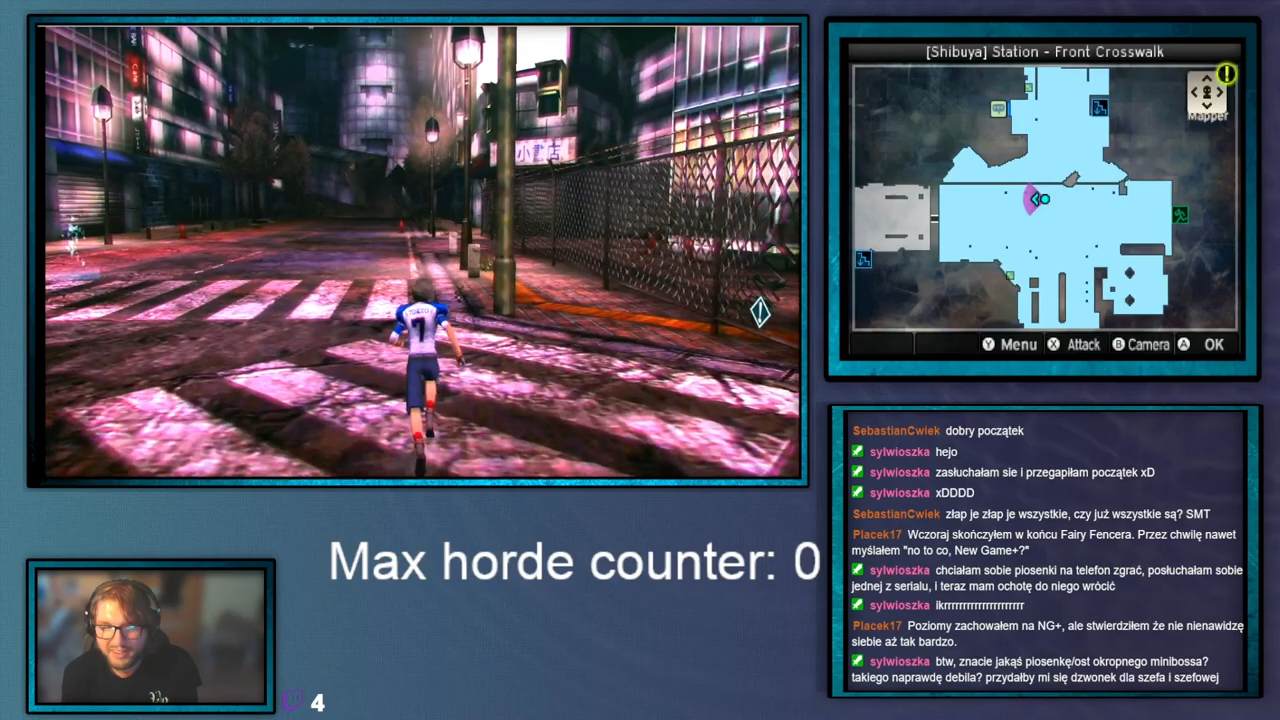 小書店
TOKYO
7
[Shibuya] Station - Front Crosswalk
Mapper
Y Menu X Attack B Camera A OK
SebastianCwiek dobry początek
sylwioszka hejo
sylwioszka zasłuchałam sie i przegapiłam początek xD
sylwioszka xDDDD
SebastianCwiek złap je złap je wszystkie, czy już wszystkie są? SMT
Placek17 Wczoraj skończyłem w końcu Fairy Fencera. Przez chwilę nawet
myślałem "no to co, New Game+?"
sylwioszka chciałam sobie piosenki na telefon zgrać, posłuchałam sobie
jednej z serialu, i teraz mam ochotę do niego wrócić
sylwioszka ikrrrrrrrrrrrrrrrrrrrrr
Placek17 Poziomy zachowałem na NG+, ale stwierdziłem że nie nienawidzę
siebie aż tak bardzo.
sylwioszka btw, znacie jakąś piosenkę/ost okropnego minibossa?
takiego naprawdę debila? przydałby mi się dzwonek dla szefa i szefowej
Max horde counter: 0
4